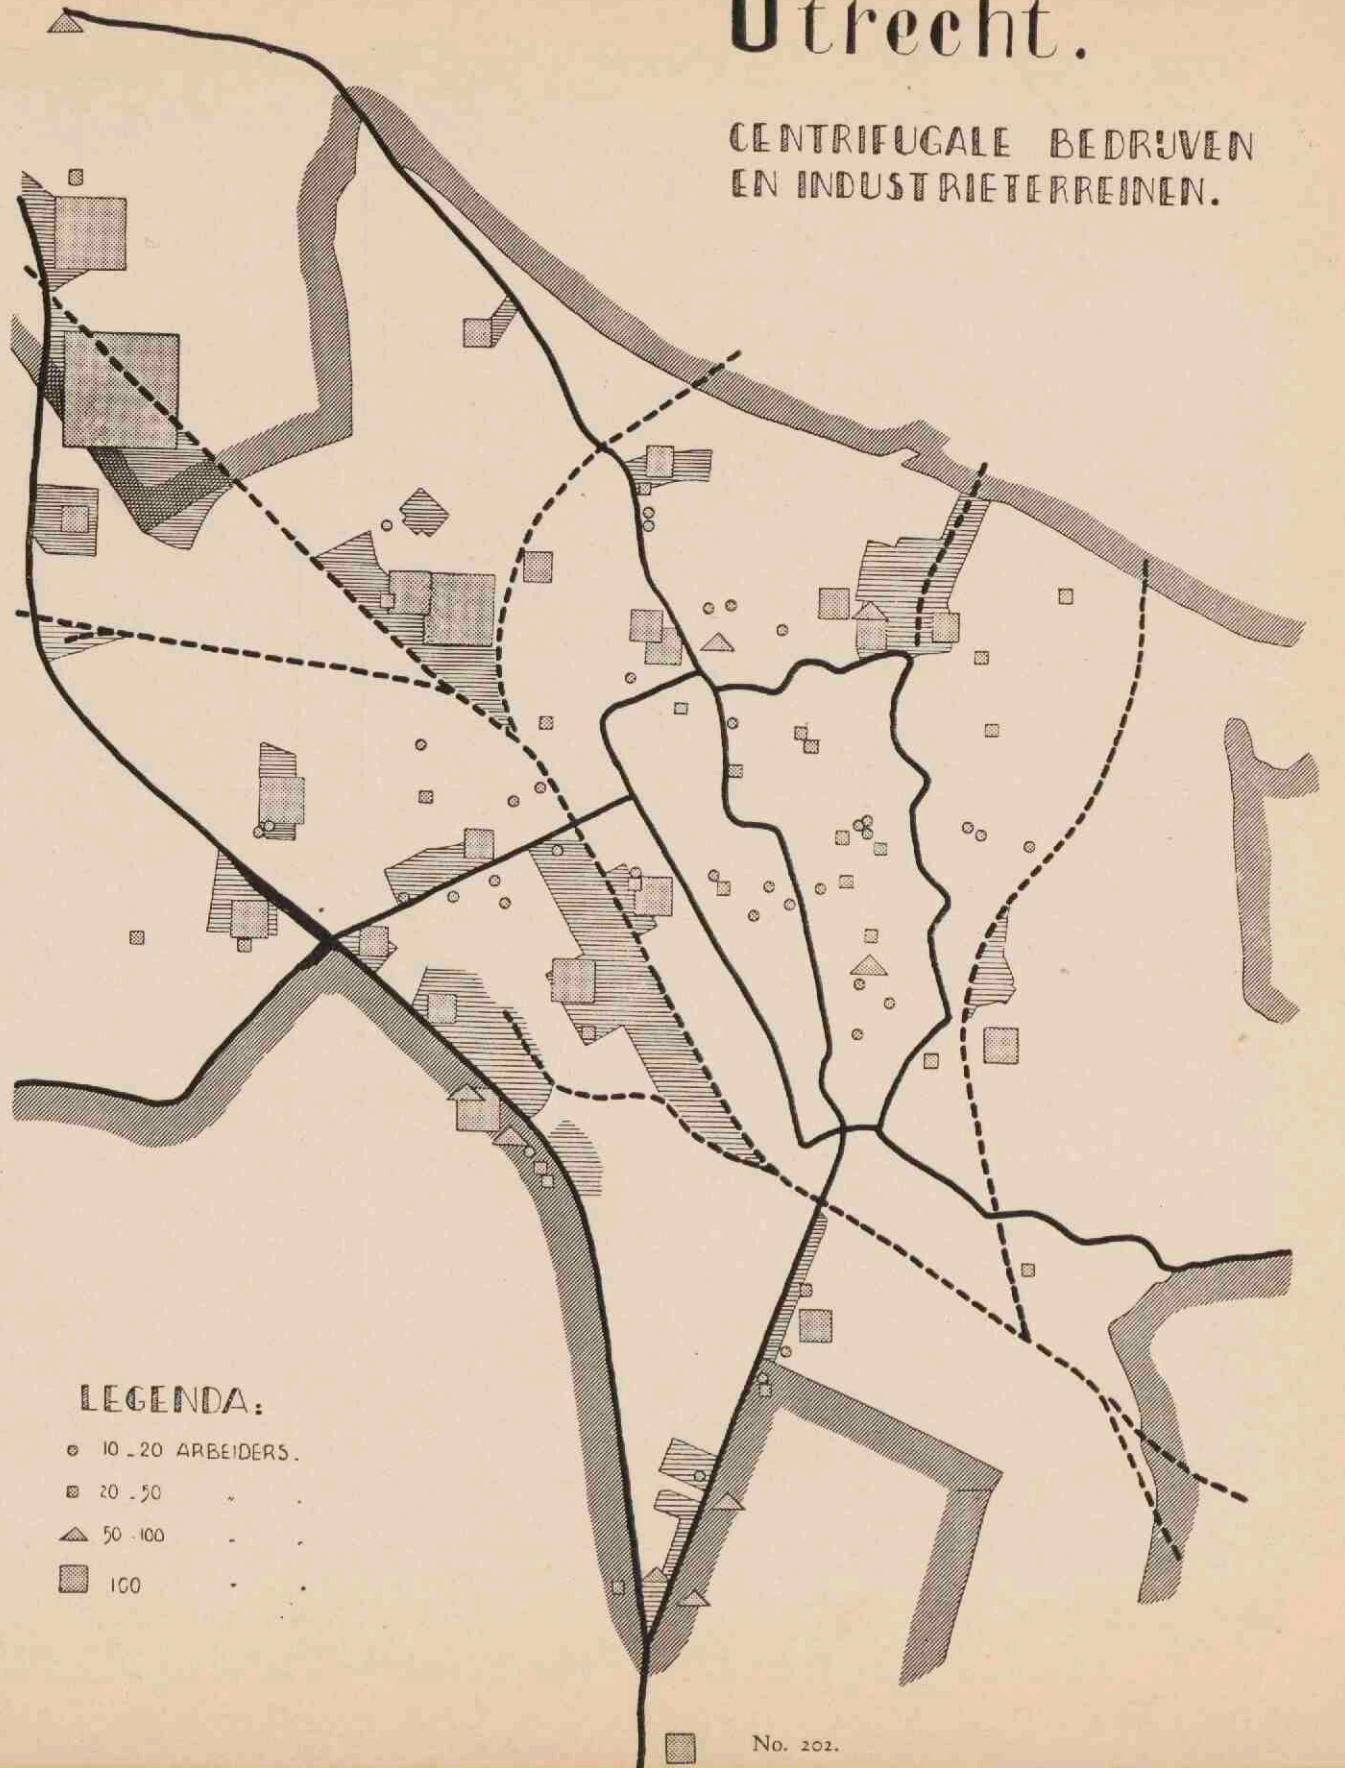 Utrecht.
CENTRIFUGALE BEDRIJVEN
EN INDUSTRIETERREINEN.
LEGENDA:
10-20 ARBEIDERS.
20-50 " .
50-100 " .
100 " .
No. 202.